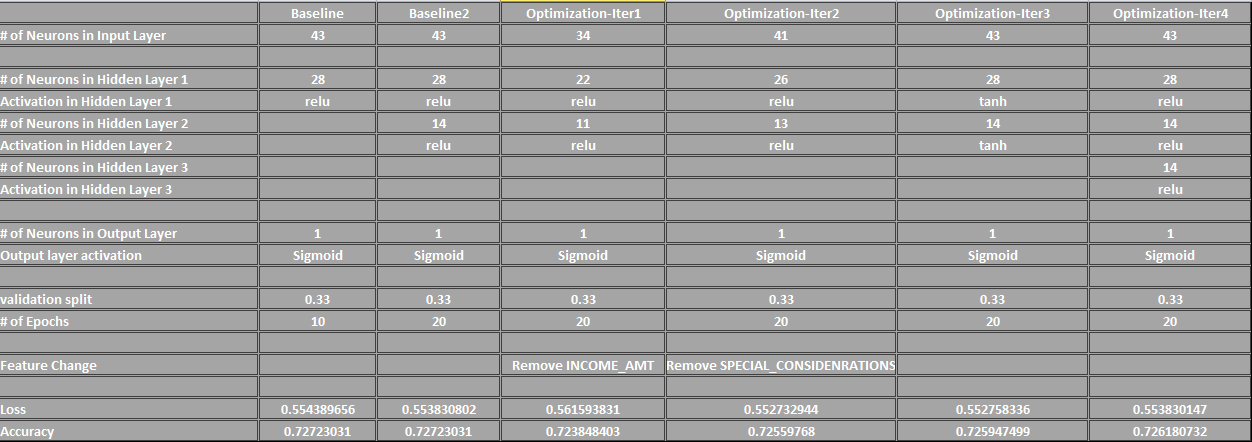 Baseline Baseline2 Optimization-Iter1 Optimization-Iter2 Optimization-Iter3 Optimization-Iter4
# of Neurons in Input Layer 43 43 34 41 43 43
# of Neurons in Hidden Layer 1 28 28 22 26 28 28
Activation in Hidden Layer 1 relu relu relu relu tanh relu
# of Neurons in Hidden Layer 2 14 11 13 14 14
Activation in Hidden Layer 2 relu relu relu tanh relu
# of Neurons in Hidden Layer 3 14
Activation in Hidden Layer 3 relu
# of Neurons in Output Layer 1 1 1 1 1 1
Output layer activation Sigmoid Sigmoid Sigmoid Sigmoid Sigmoid Sigmoid
validation split 0.33 0.33 0.33 0.33 0.33 0.33
# of Epochs 10 20 20 20 20 20
Feature Change Remove INCOME_AMT Remove SPECIAL_CONSIDENRATIONS
Loss 0.554389656 0.553830802 0.561593831 0.552732944 0.552758336 0.553830147
Accuracy 0.72723031 0.72723031 0.723848403 0.72559768 0.725947499 0.726180732